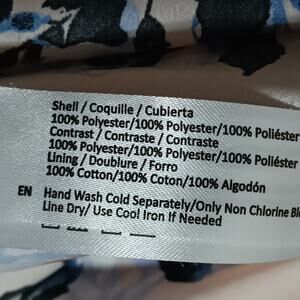 Shell / Coquille / Cubierta
100% Polyester/100% Polyester/100% Poliéster
Contrast / Contraste / Contraste
100% Polyester/100% Polyester/100% Poliéster
Lining / Doublure / Forro
100% Cotton/100% Coton/100% Algodón
EN Hand Wash Cold Separately/Only Non Chlorine Ble
Line Dry/ Use Cool Iron If Needed